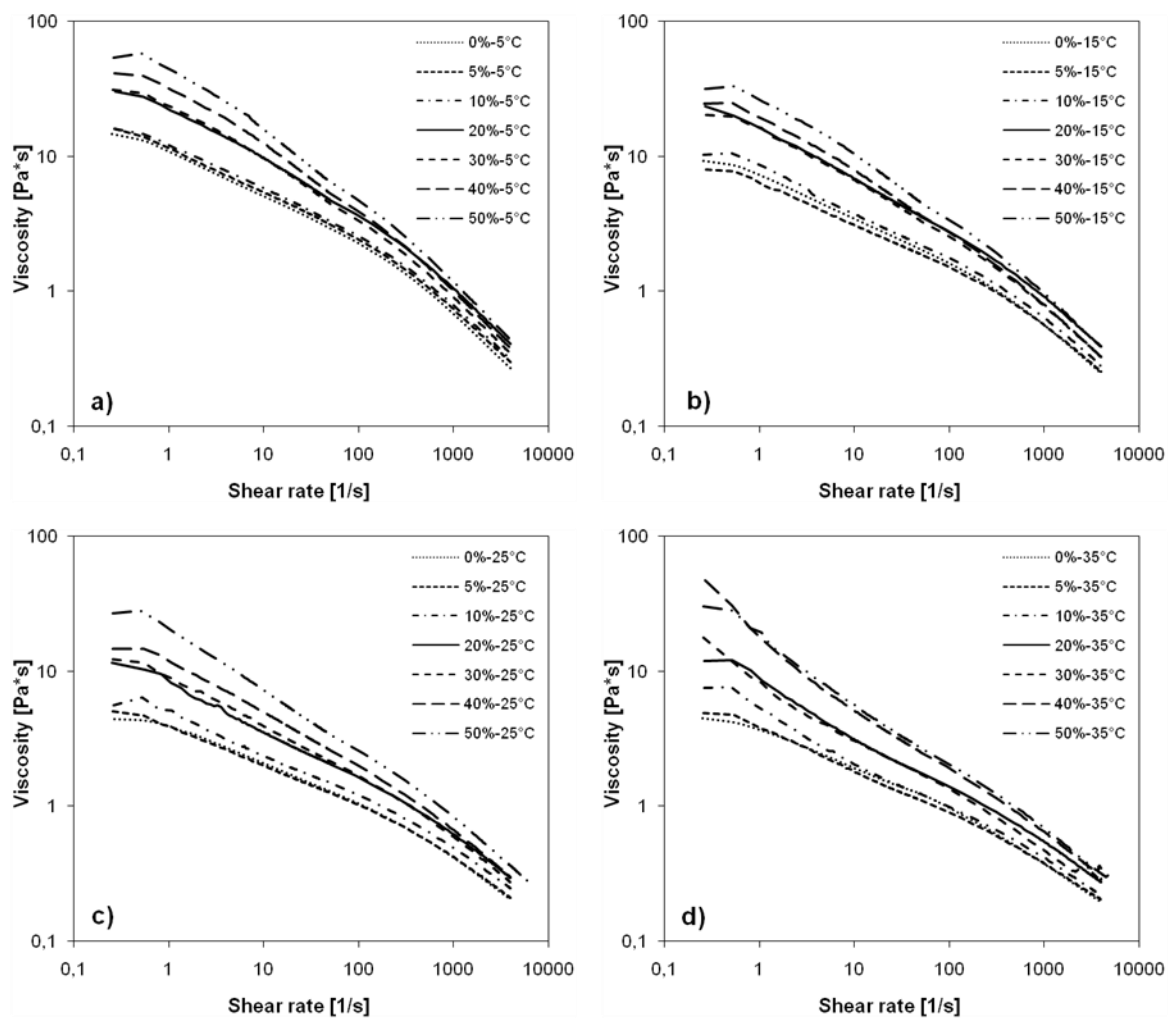 100
10
1
0,1
Viscosity [Pa*s]
0%-5°C
5%-5°C
10%-5°C
20%-5°C
30%-5°C
40%-5°C
50%-5°C
a)
0,1 1 10 100 1000 10000
Shear rate [1/s]
100
10
1
0,1
Viscosity [Pa*s]
0%-15°C
5%-15°C
10%-15°C
20%-15°C
30%-15°C
40%-15°C
50%-15°C
b)
0,1 1 10 100 1000 10000
Shear rate [1/s]
100
10
1
0,1
Viscosity [Pa*s]
0%-25°C
5%-25°C
10%-25°C
20%-25°C
30%-25°C
40%-25°C
50%-25°C
c)
0,1 1 10 100 1000 10000
Shear rate [1/s]
100
10
1
0,1
Viscosity [Pa*s]
0%-35°C
5%-35°C
10%-35°C
20%-35°C
30%-35°C
40%-35°C
50%-35°C
d)
0,1 1 10 100 1000 10000
Shear rate [1/s]